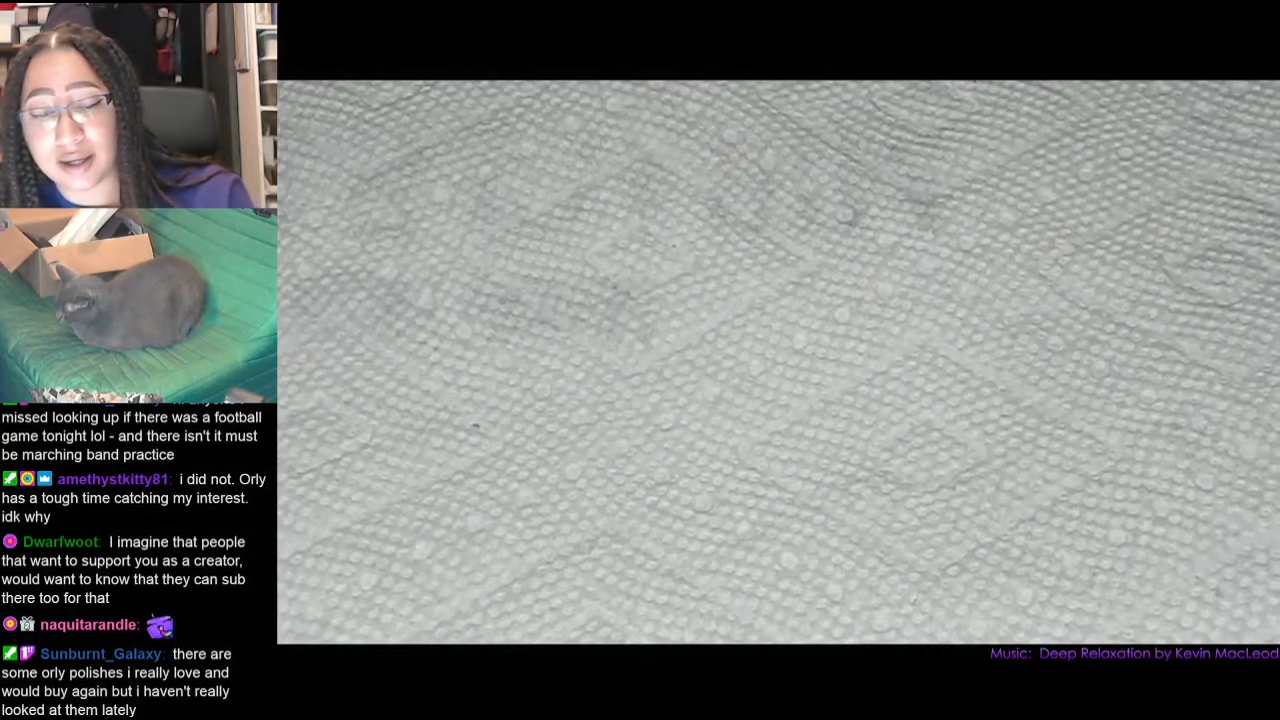 missed looking up if there was a football
game tonight lol - and there isn't it must
be marching band practice
amethystkitty81: i did not. Orly
has a tough time catching my interest.
idk why
Dwarfwoot: I imagine that people
that want to support you as a creator,
would want to know that they can sub
there too for that
naquitarandle:
Sunburnt_Galaxy: there are
some orly polishes i really love and
would buy again but i haven't really
looked at them lately
Music: Deep Relaxation by Kevin MacLeod